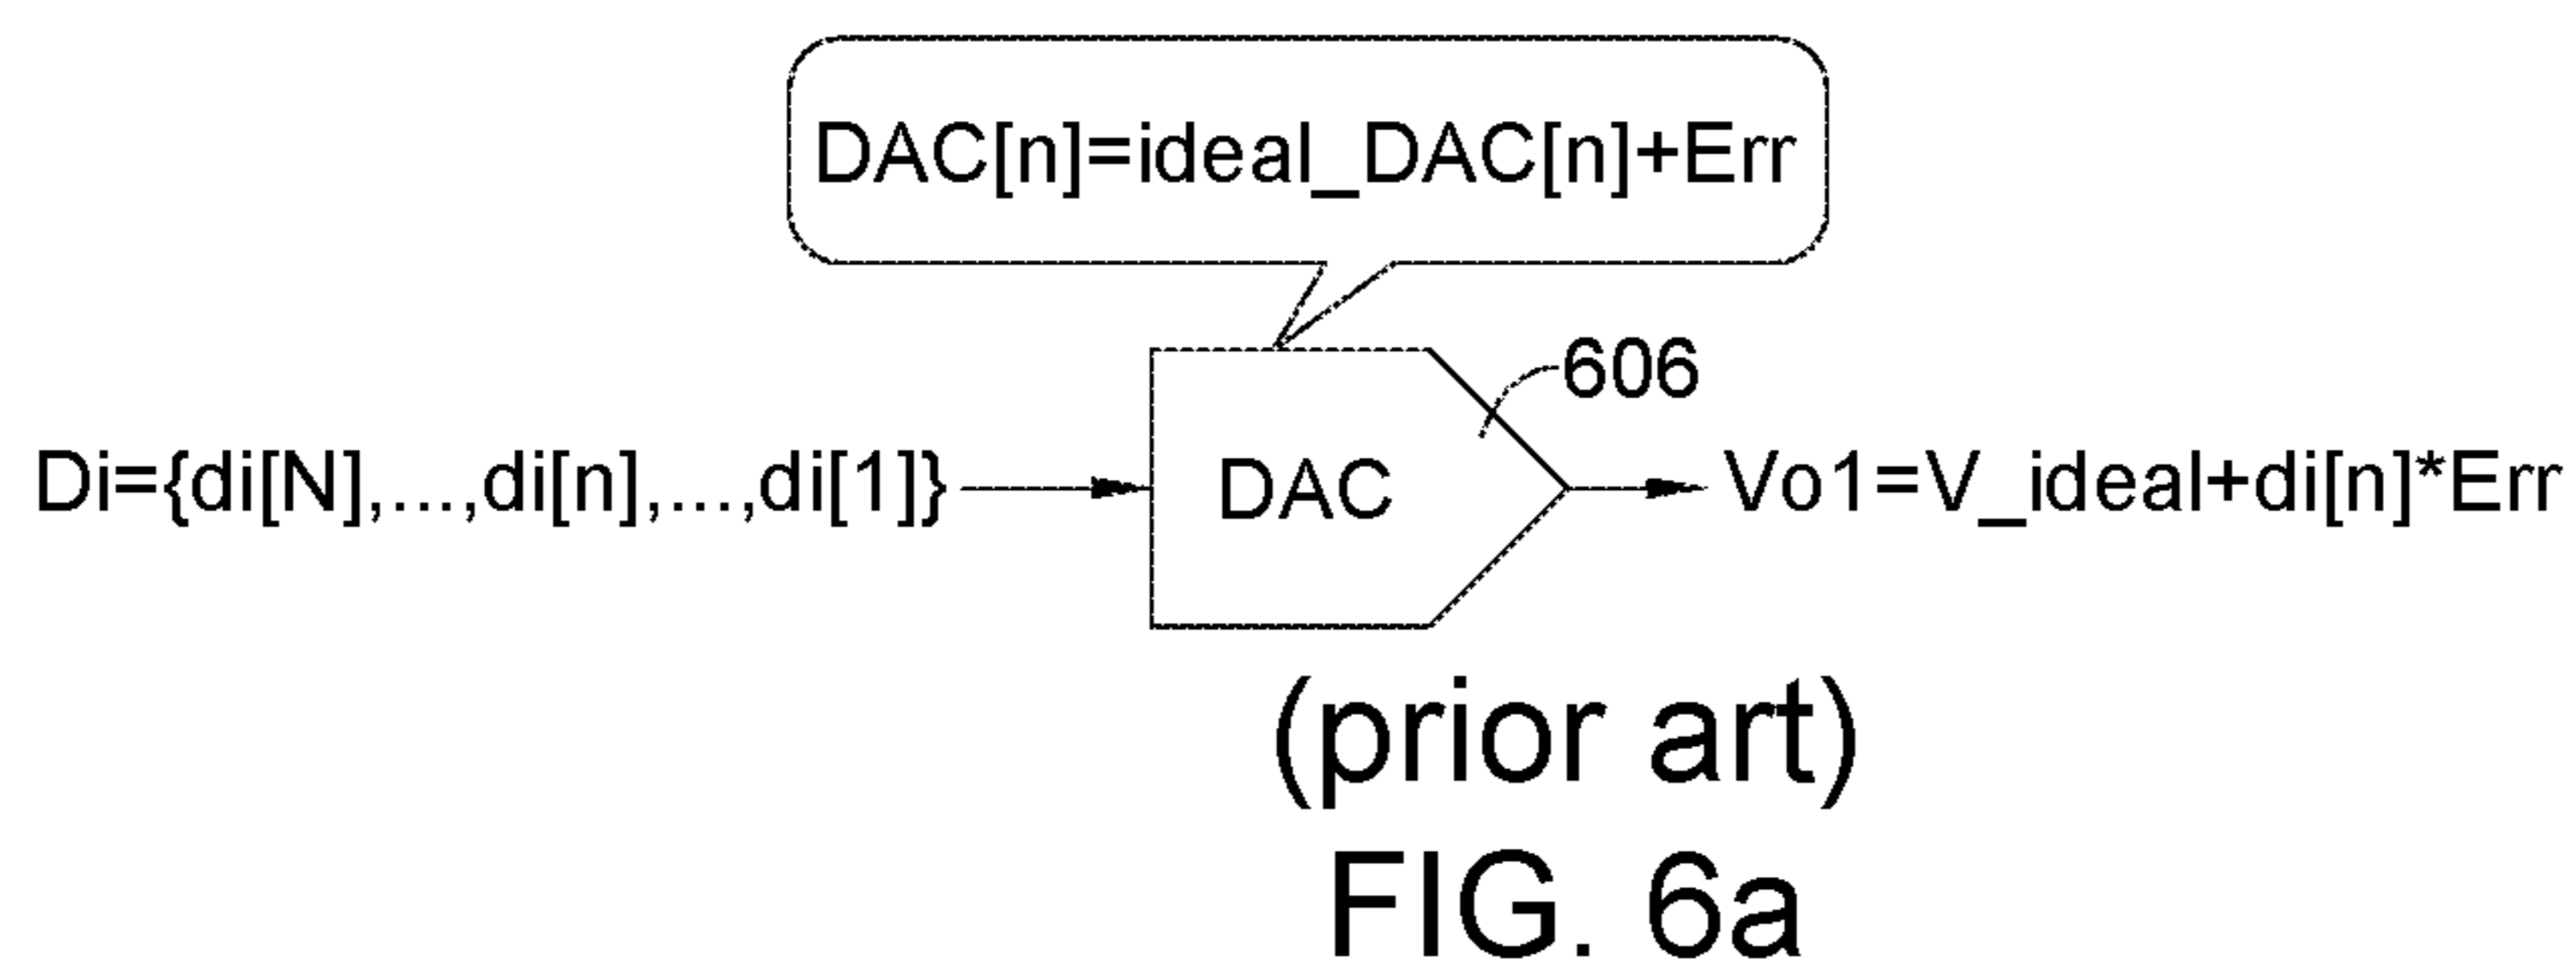 DAC[n]=ideal_DAC[n]+Err
606
Di={di[N],...,di[n],...,di[1]}
DAC
Vo1=V_ideal+di[n]*Err
(prior art)
FIG. 6a